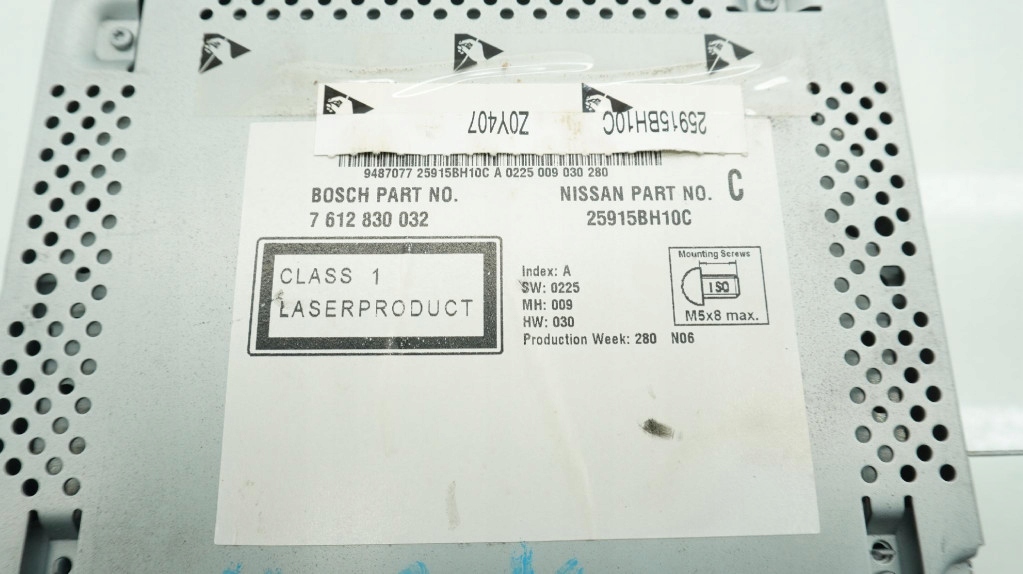 25915BH10C Z0Y407
9487077 25915BH10C A 0225 009 030 280
BOSCH PART NO.
7 612 830 032
NISSAN PART NO. C
25915BH10C
CLASS 1
LASERPRODUCT
Index: A
SW: 0225
MH: 009
HW: 030
Production Week: 280 N06
Mounting Screws
ISO
M5x8 max.